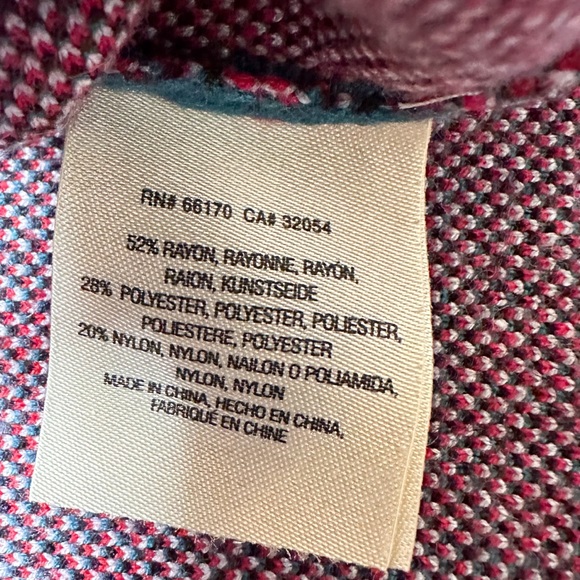 RN# 66170 CA# 32054
52% RAYON, RAYONNE, RAYÓN,
RAION, KUNSTSEIDE
28% POLYESTER, POLYESTER, POLIESTER,
POLIESTERE, POLYESTER
20% NYLON, NYLON, NAILON O POLIAMIDA,
NYLON, NYLON
MADE IN CHINA, HECHO EN CHINA,
FABRIQUÉ EN CHINE